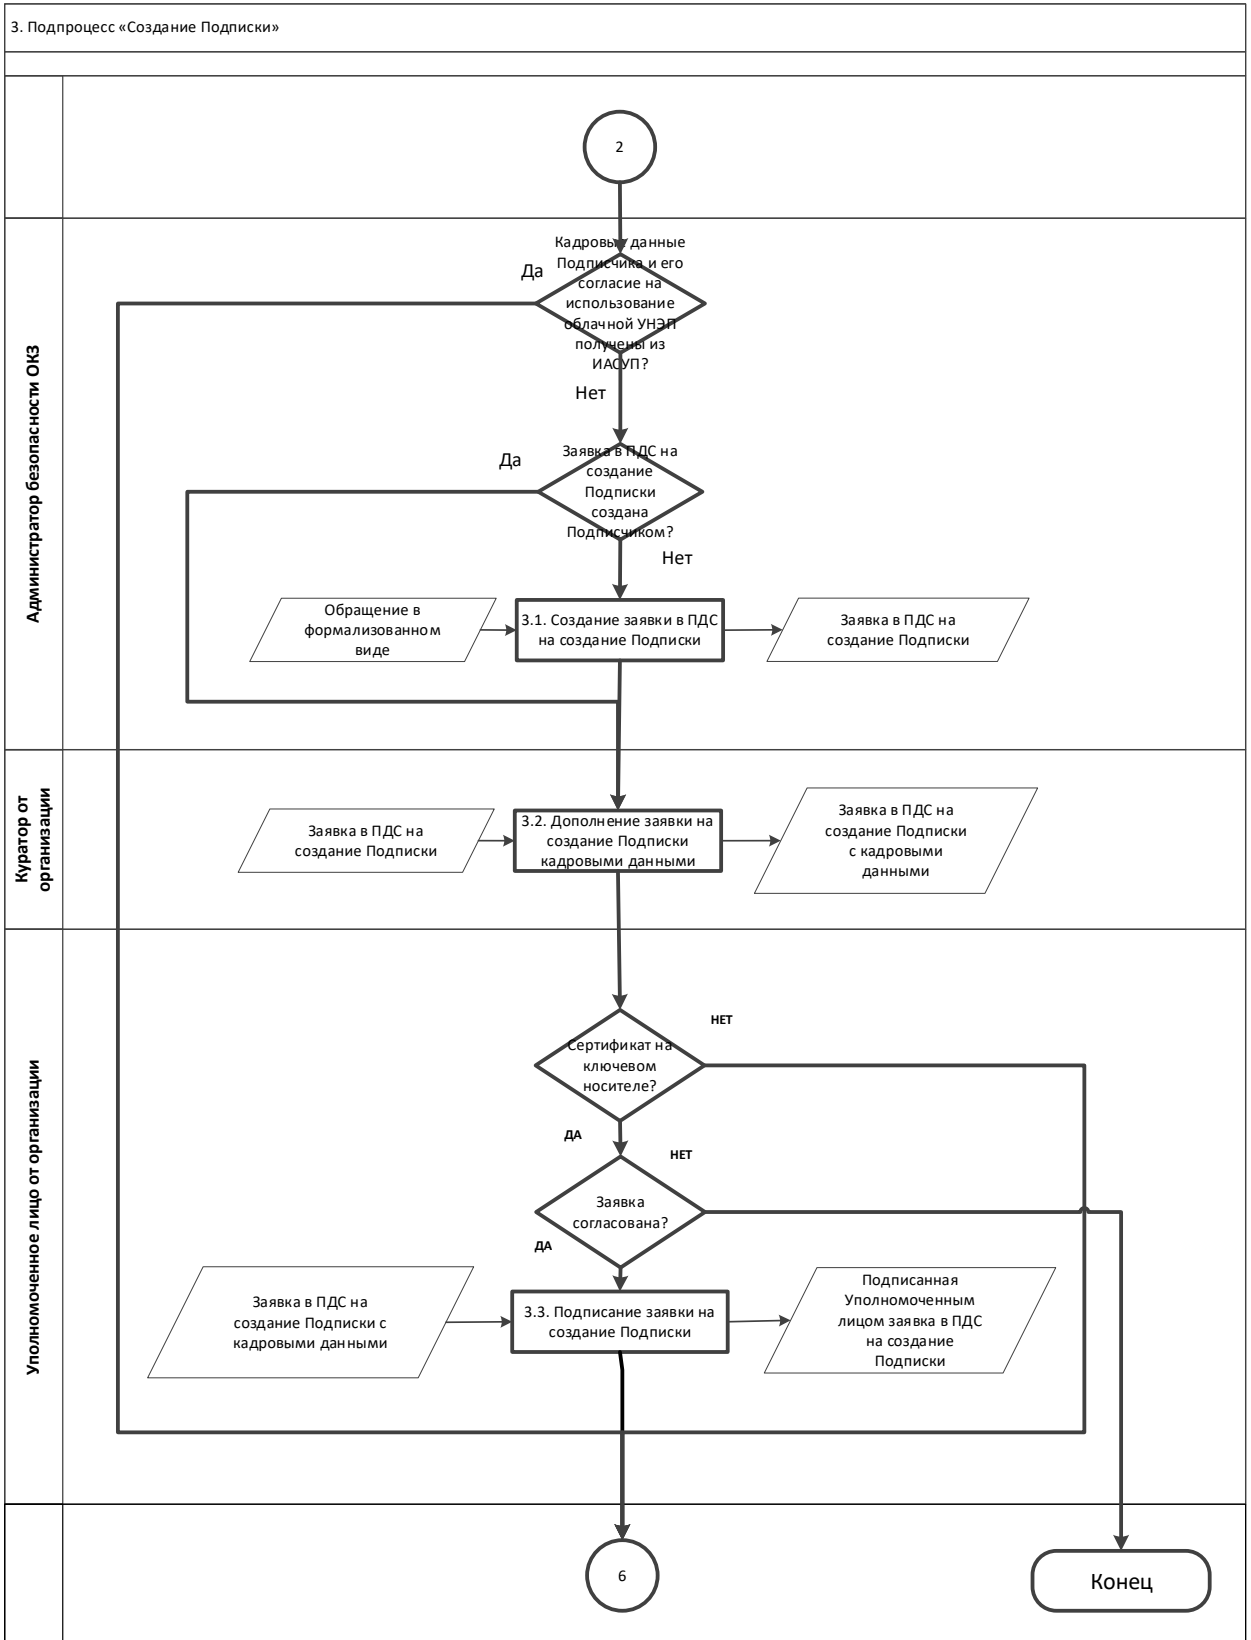 3. Подпроцесс «Создание Подписки»
2
Администратор безопасности ОКЗ
Кадровые данные
Подписчика и его
согласие на
использование
облачной УНЭП
получены из
ИАСУП?
Да
Нет
Заявка в ПДС на
создание
Подписки
создана
Подписчиком?
Да
Нет
Обращение в
формализованном
виде
3.1. Создание заявки в ПДС
на создание Подписки
Заявка в ПДС на
создание Подписки
Куратор от
организации
Заявка в ПДС на
создание Подписки
3.2. Дополнение заявки на
создание Подписки
кадровыми данными
Заявка в ПДС на
создание Подписки
с кадровыми
данными
Уполномоченное лицо от организации
Сертификат на
ключевом
носителе?
НЕТ
ДА
Заявка
согласована?
НЕТ
ДА
Заявка в ПДС на
создание Подписки с
кадровыми данными
3.3. Подписание заявки на
создание Подписки
Подписанная
Уполномоченным
лицом заявка в ПДС
на создание
Подписки
6
Конец